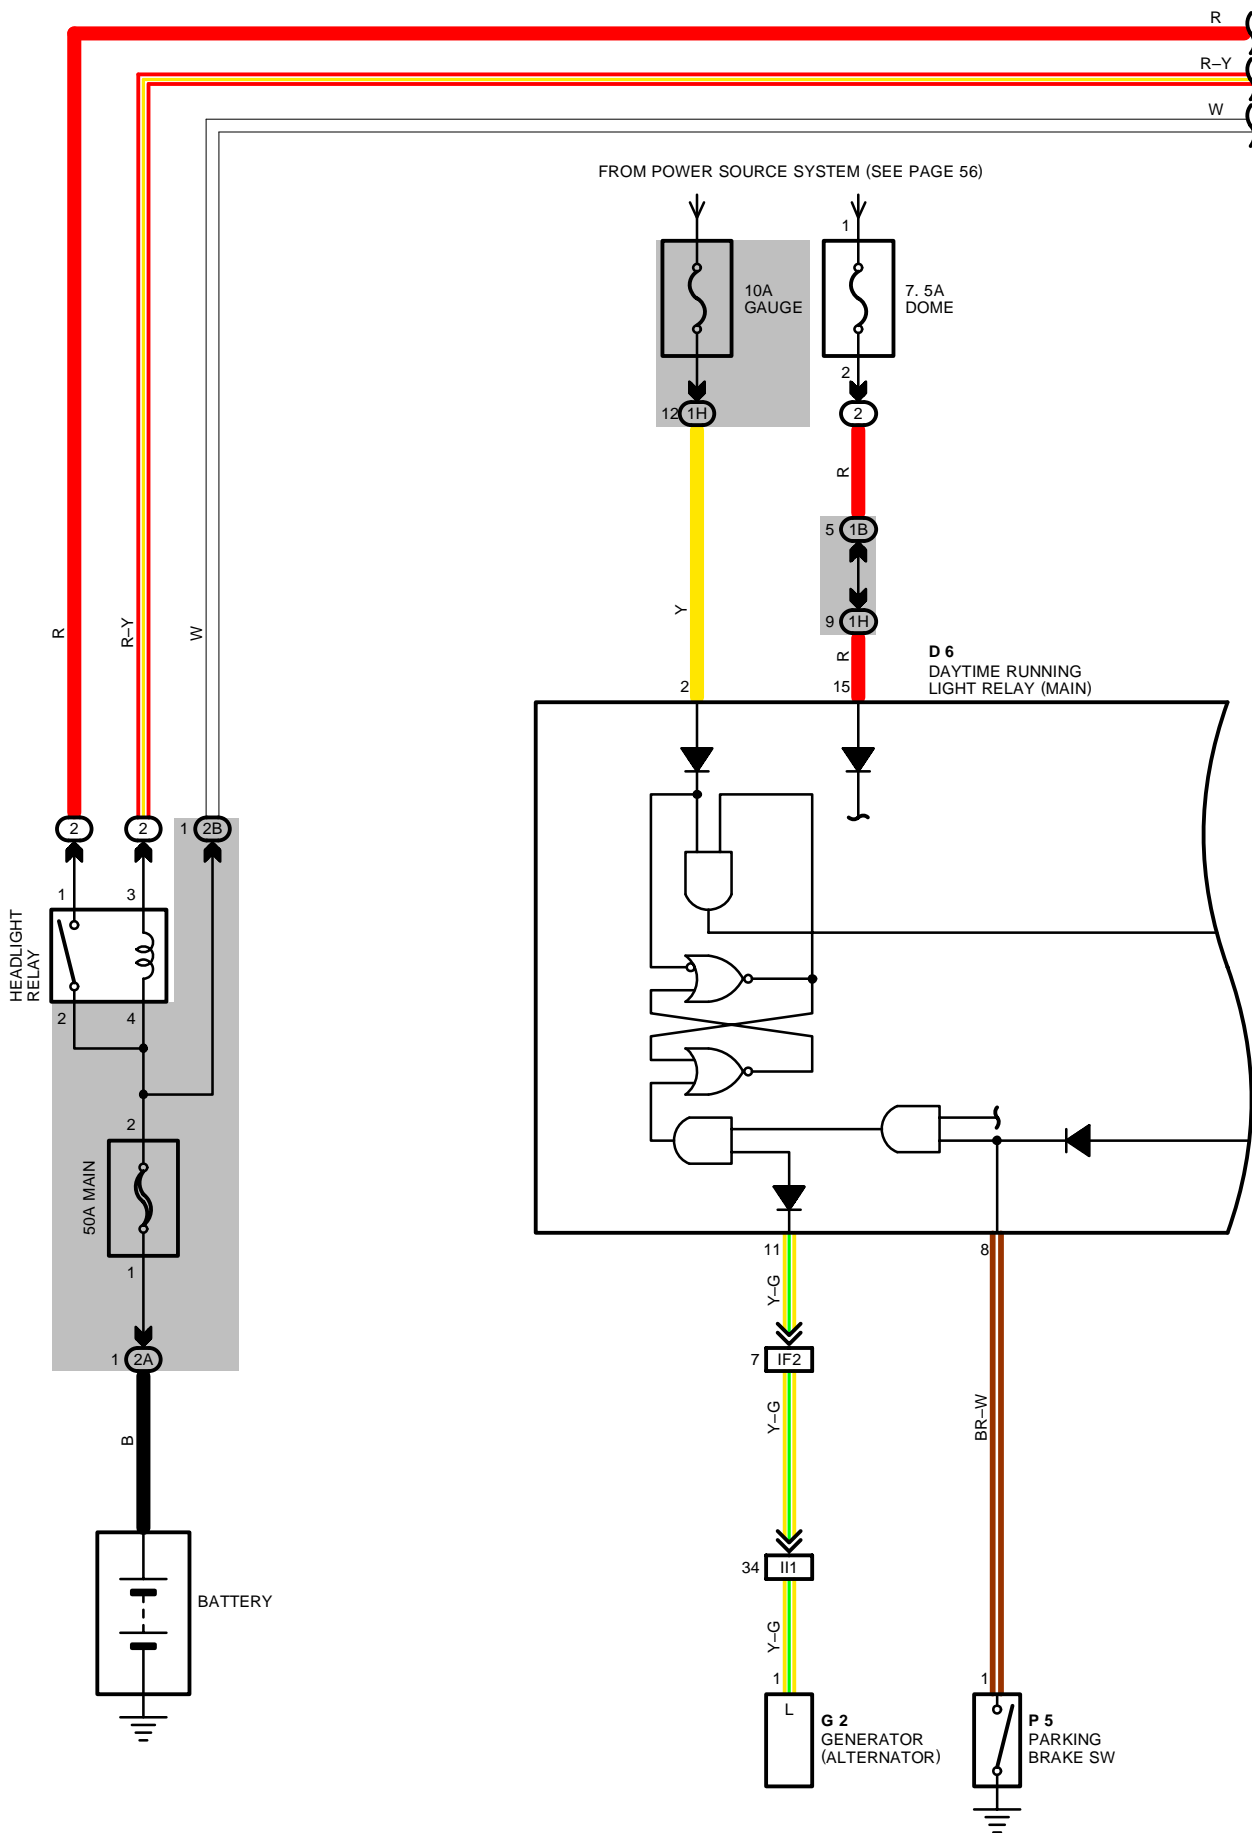 R
R–Y
W
FROM POWER SOURCE SYSTEM (SEE PAGE 56)
1
10A
GAUGE
7. 5A
DOME
2
12 1H
2
R
5 1B
Y
R–Y
W
R
9 1H
R
D 6
DAYTIME RUNNING
LIGHT RELAY (MAIN)
2
15
2
2
1 2B
1
3
HEADLIGHT
RELAY
2
4
2
50A MAIN
1
1 2A
B
BATTERY
11
8
Y–G
7 IF2
Y–G
BR–W
34 II1
Y–G
1
1
L
G 2
GENERATOR
(ALTERNATOR)
P 5
PARKING
BRAKE SW